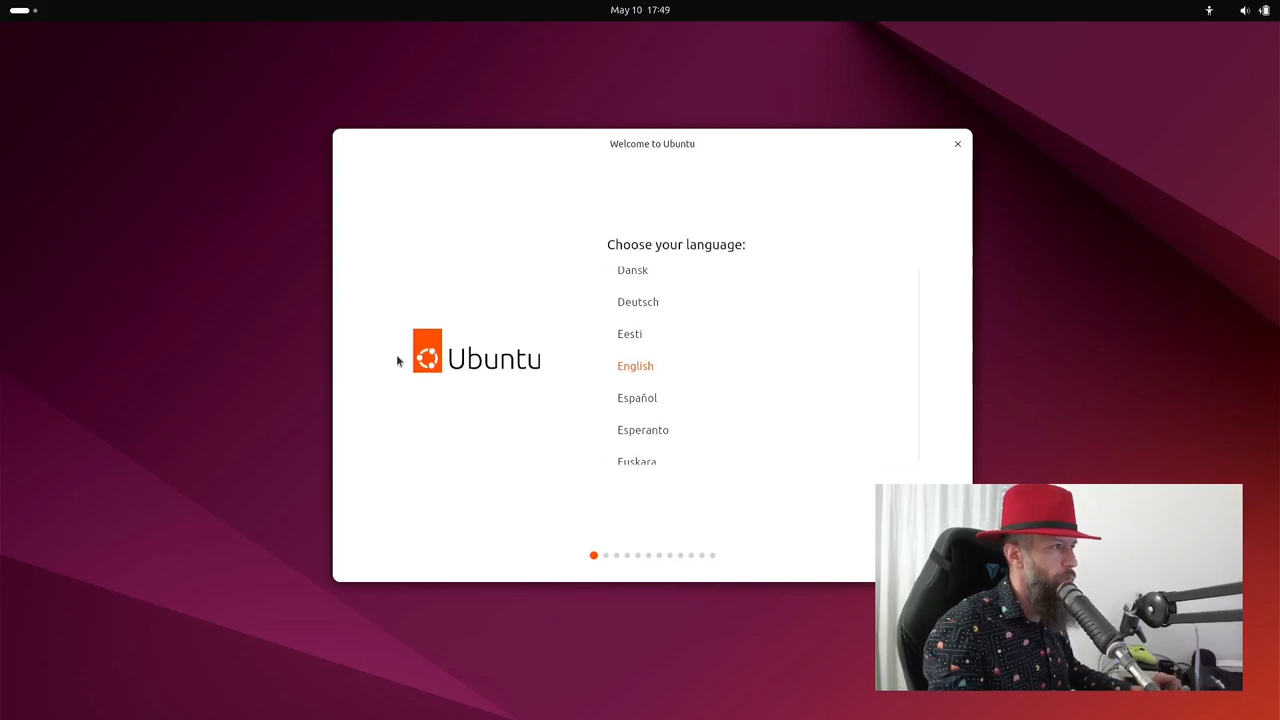 May 10 17:49
Welcome to Ubuntu
Choose your language:
Dansk
Deutsch
Eesti
English
Español
Esperanto
Euskara
Ubuntu